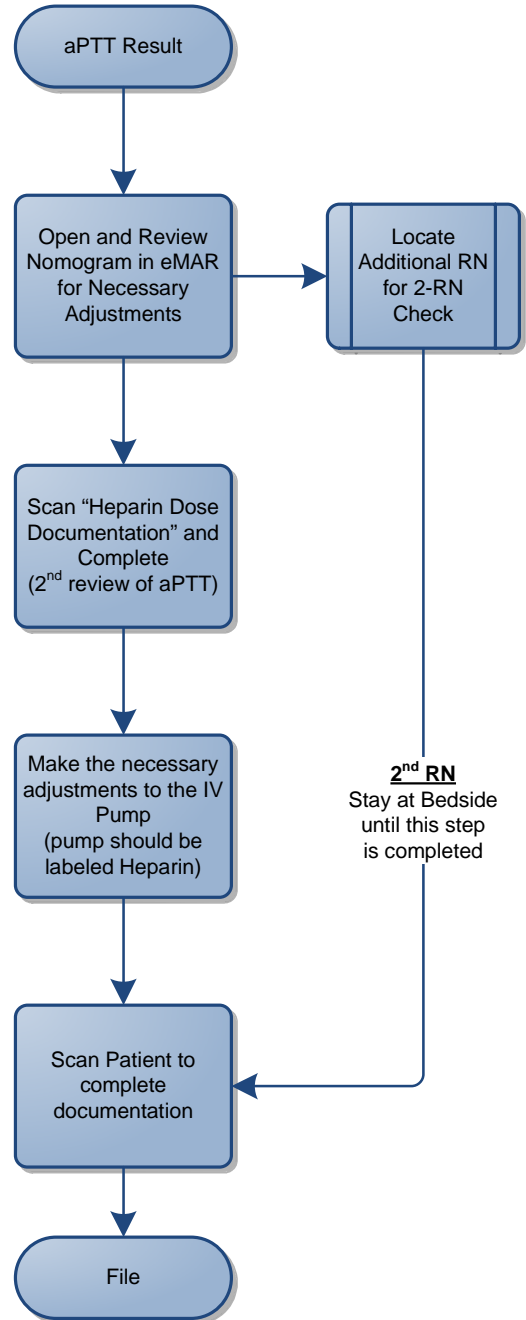 aPTT Result
Open and Review
Nomogram in eMAR
for Necessary
Adjustments
Locate
Additional RN
for 2-RN
Check
Scan “Heparin Dose
Documentation” and
Complete
(2nd review of aPTT)
Make the necessary
adjustments to the IV
Pump
(pump should be
labeled Heparin)
2nd RN
Stay at Bedside
until this step
is completed
Scan Patient to
complete
documentation
File